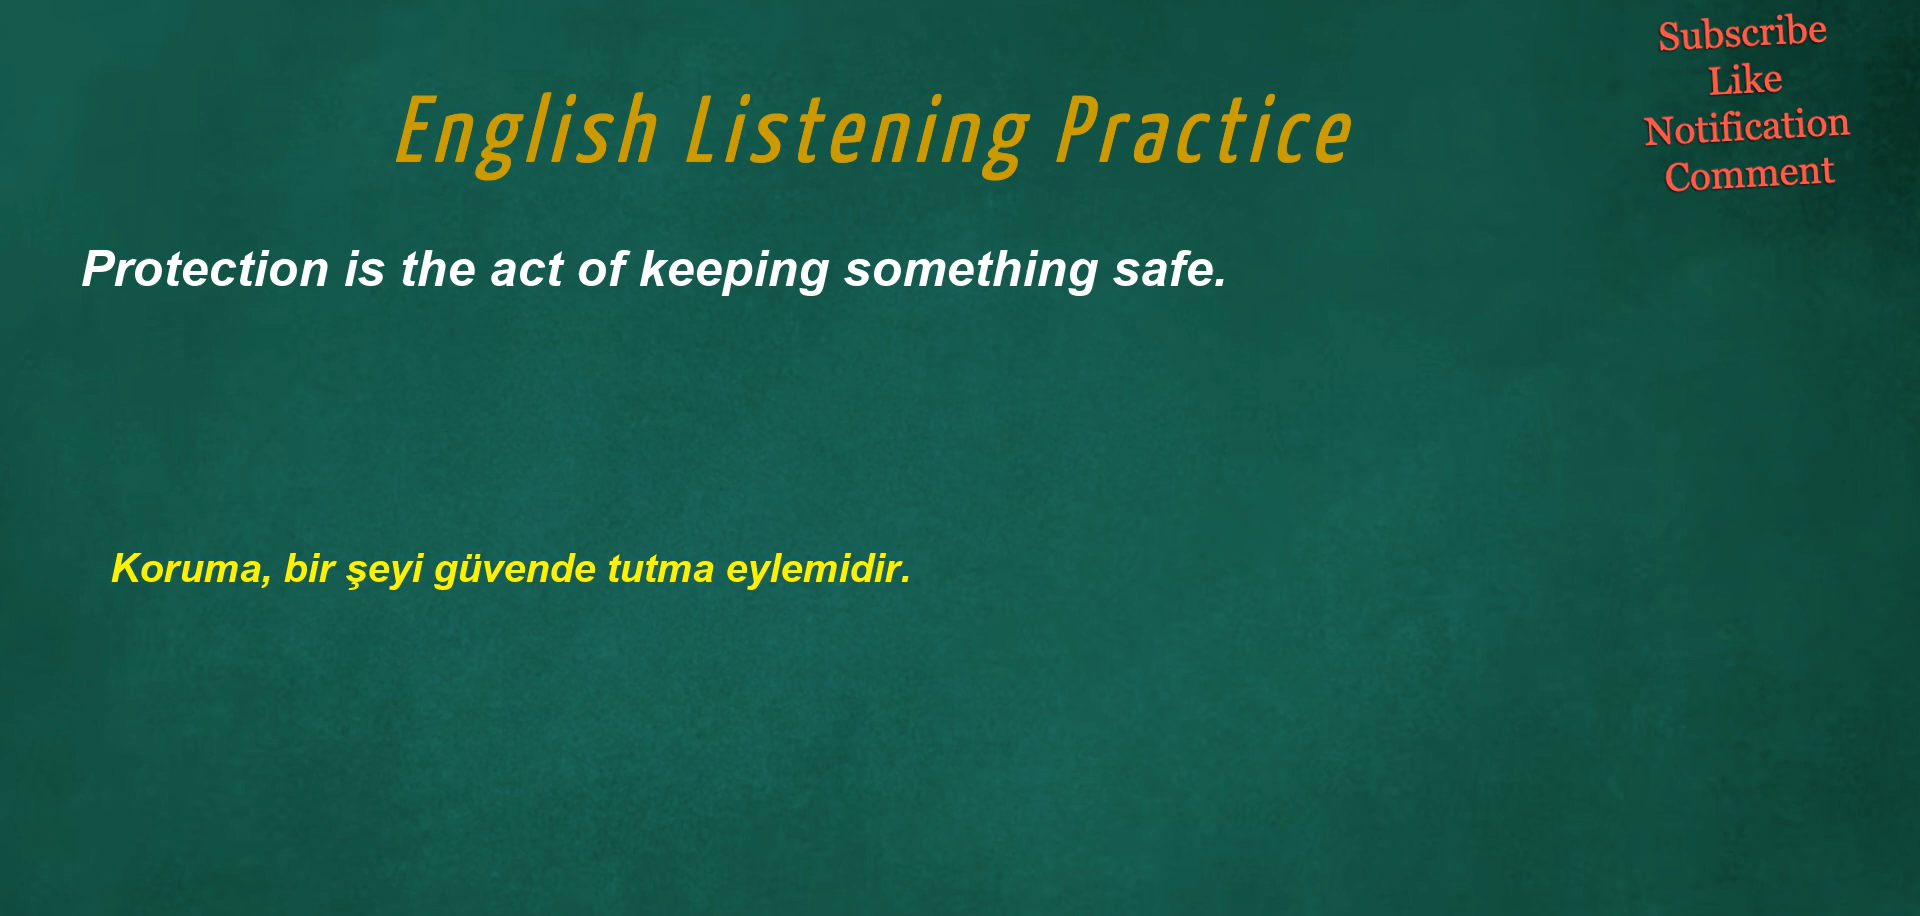 Subscribe
Like
Notification
Comment
English Listening Practice
Protection is the act of keeping something safe.
Koruma, bir şeyi güvende tutma eylemidir.